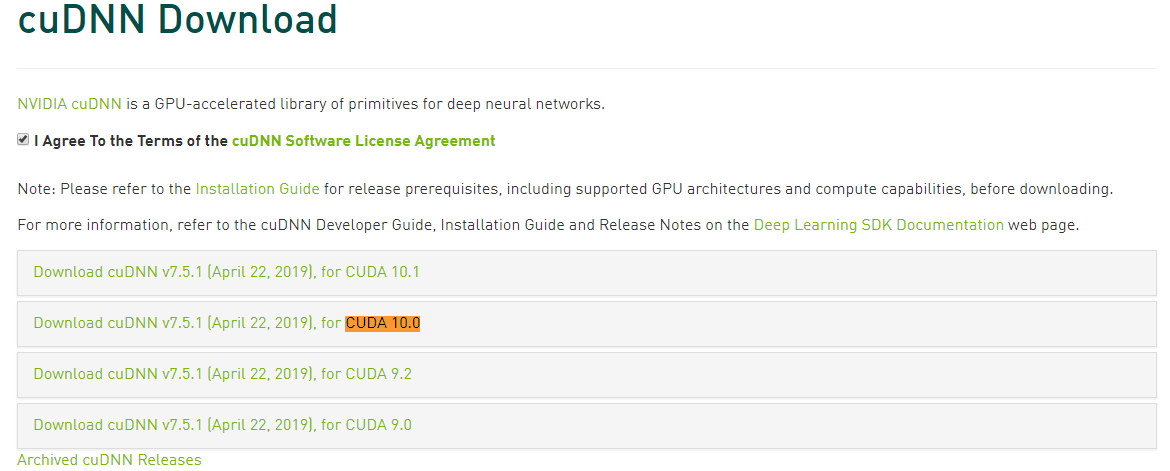 cuDNN Download
NVIDIA cuDNN is a GPU-accelerated library of primitives for deep neural networks.
I Agree To the Terms of the cuDNN Software License Agreement
Note: Please refer to the Installation Guide for release prerequisites, including supported GPU architectures and compute capabilities, before downloading.
For more information, refer to the cuDNN Developer Guide, Installation Guide and Release Notes on the Deep Learning SDK Documentation web page.
Download cuDNN v7.5.1 (April 22, 2019), for CUDA 10.1
Download cuDNN v7.5.1 (April 22, 2019), for CUDA 10.0
Download cuDNN v7.5.1 (April 22, 2019), for CUDA 9.2
Download cuDNN v7.5.1 (April 22, 2019), for CUDA 9.0
Archived cuDNN Releases